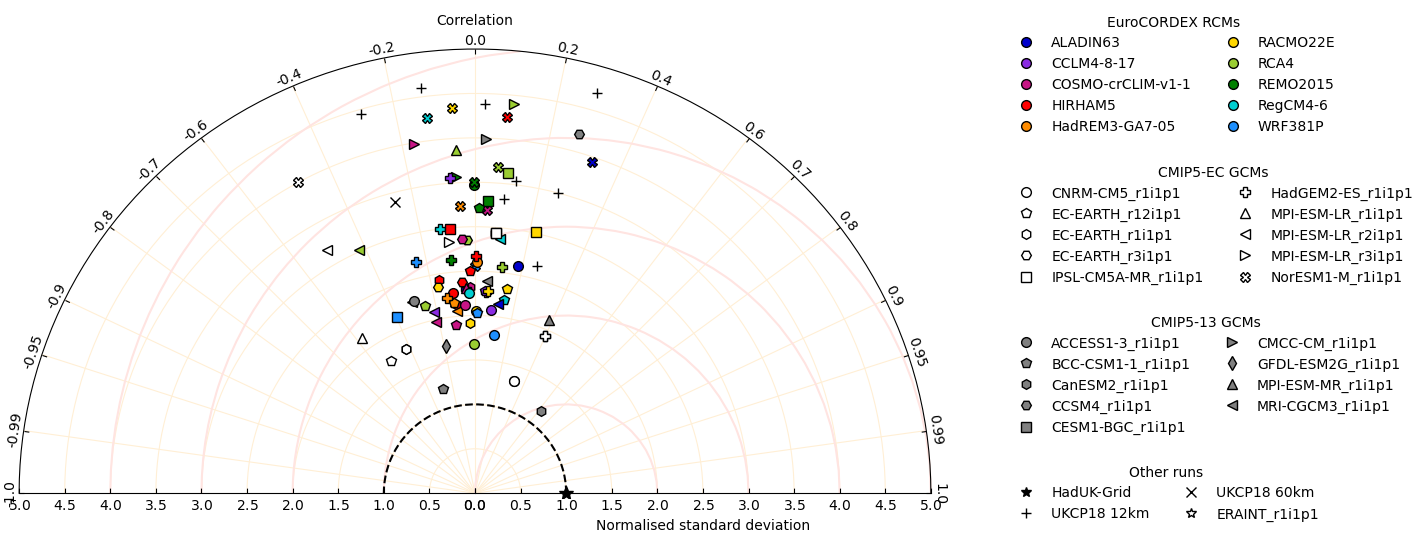 Correlation
-0.2 0.0 0.2
-0.4 0.4
-0.6 0.6
-0.7 0.7
-0.8 0.8
-0.9 0.9
-0.95 0.95
-0.99 0.99
-1.0 1.0
5.0 4.5 4.0 3.5 3.0 2.5 2.0 1.5 1.0 0.5 0.0 0.5 1.0 1.5 2.0 2.5 3.0 3.5 4.0 4.5 5.0
Normalised standard deviation
EuroCORDEX RCMs
ALADIN63 RACMO22E
CCLM4-8-17 RCA4
COSMO-crCLIM-v1-1 REMO2015
HIRHAM5 RegCM4-6
HadREM3-GA7-05 WRF381P
CMIP5-EC GCMs
CNRM-CM5_r1i1p1 HadGEM2-ES_r1i1p1
EC-EARTH_r12i1p1 MPI-ESM-LR_r1i1p1
EC-EARTH_r1i1p1 MPI-ESM-LR_r2i1p1
EC-EARTH_r3i1p1 MPI-ESM-LR_r3i1p1
IPSL-CM5A-MR_r1i1p1 NorESM1-M_r1i1p1
CMIP5-13 GCMs
ACCESS1-3_r1i1p1 CMCC-CM_r1i1p1
BCC-CSM1-1_r1i1p1 GFDL-ESM2G_r1i1p1
CanESM2_r1i1p1 MPI-ESM-MR_r1i1p1
CCSM4_r1i1p1 MRI-CGCM3_r1i1p1
CESM1-BGC_r1i1p1
Other runs
HadUK-Grid UKCP18 60km
UKCP18 12km ERAINT_r1i1p1